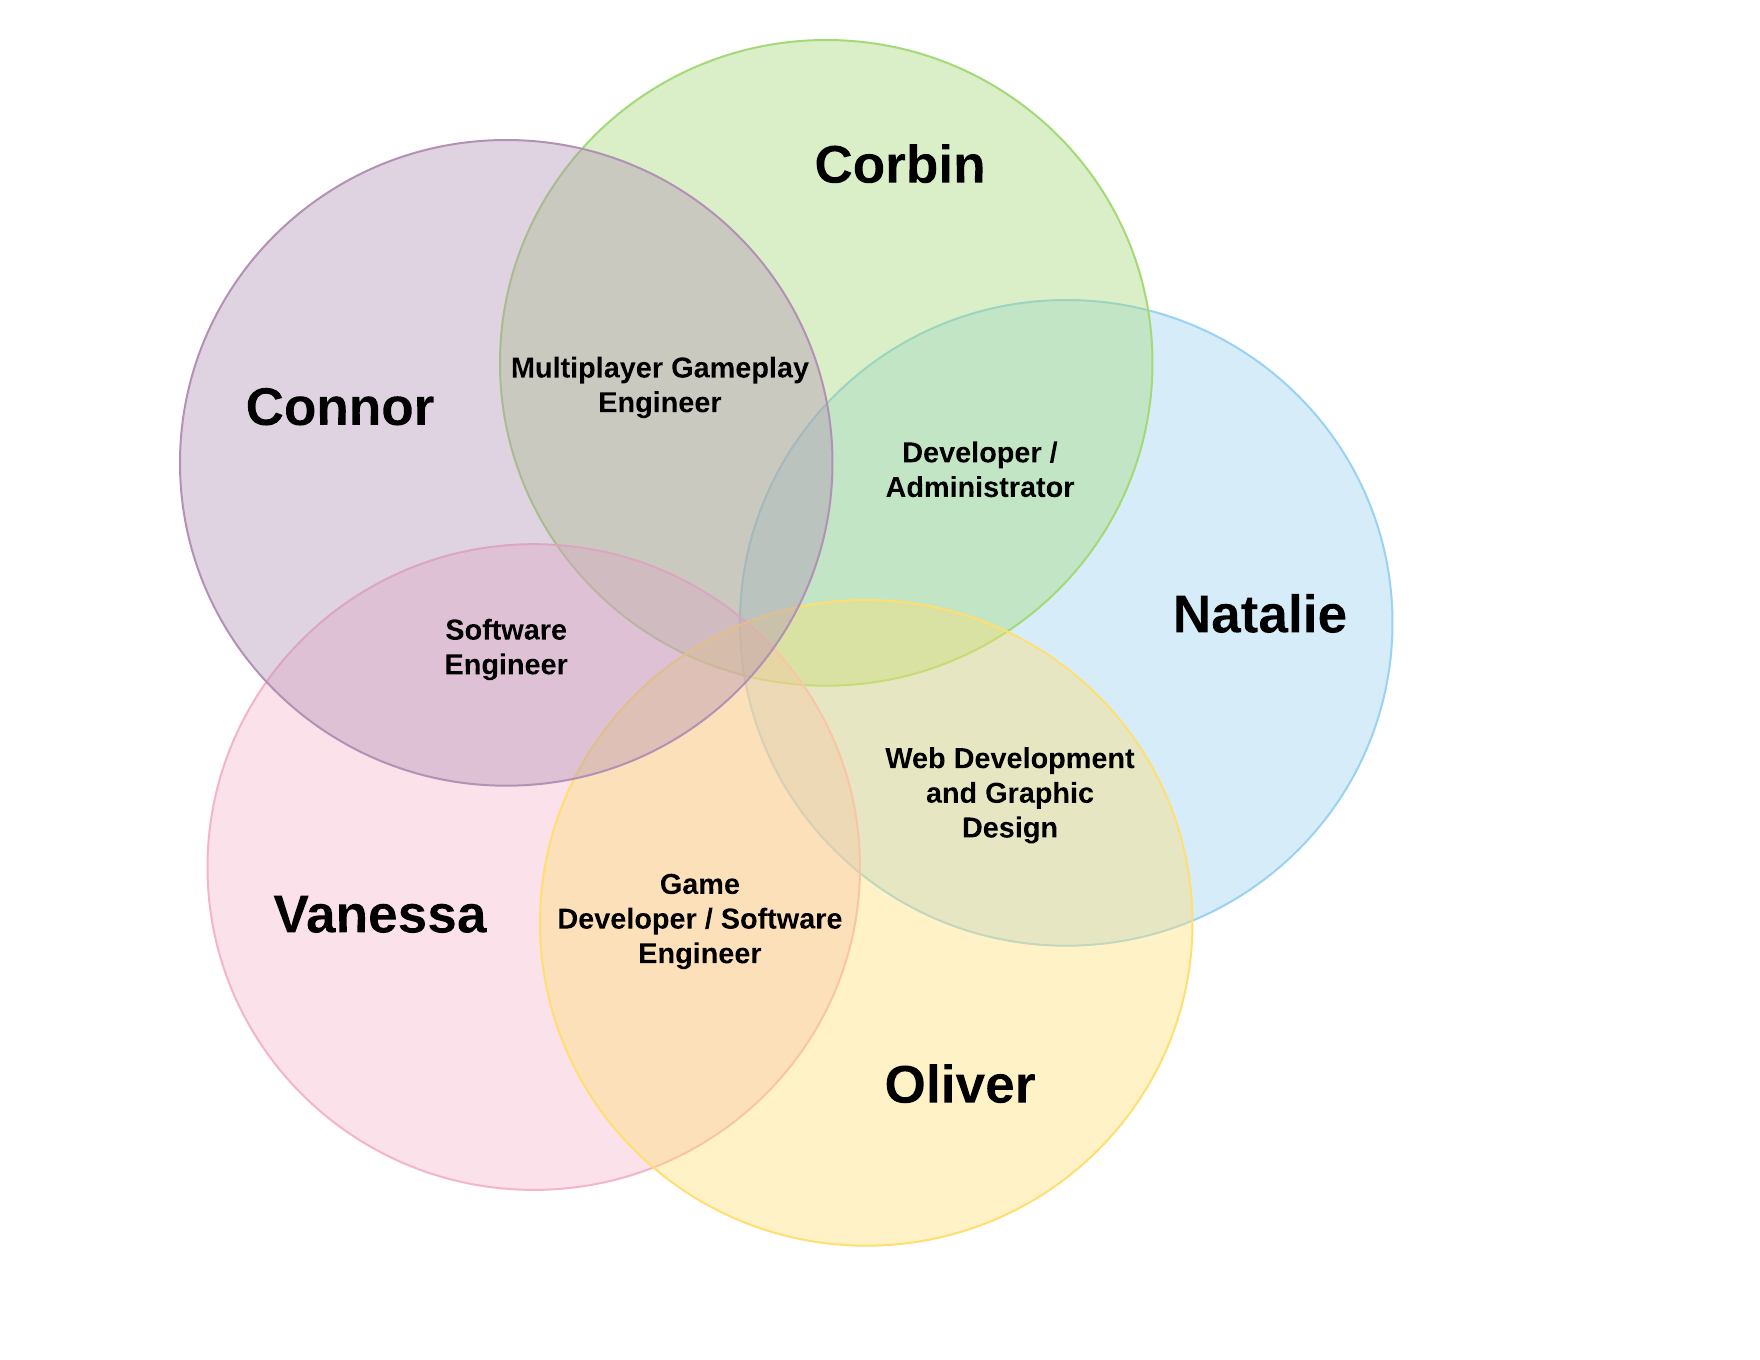 Corbin
Connor
Multiplayer Gameplay
Engineer
Developer /
Administrator
Natalie
Software
Engineer
Web Development
and Graphic
Design
Vanessa
Game
Developer / Software
Engineer
Oliver